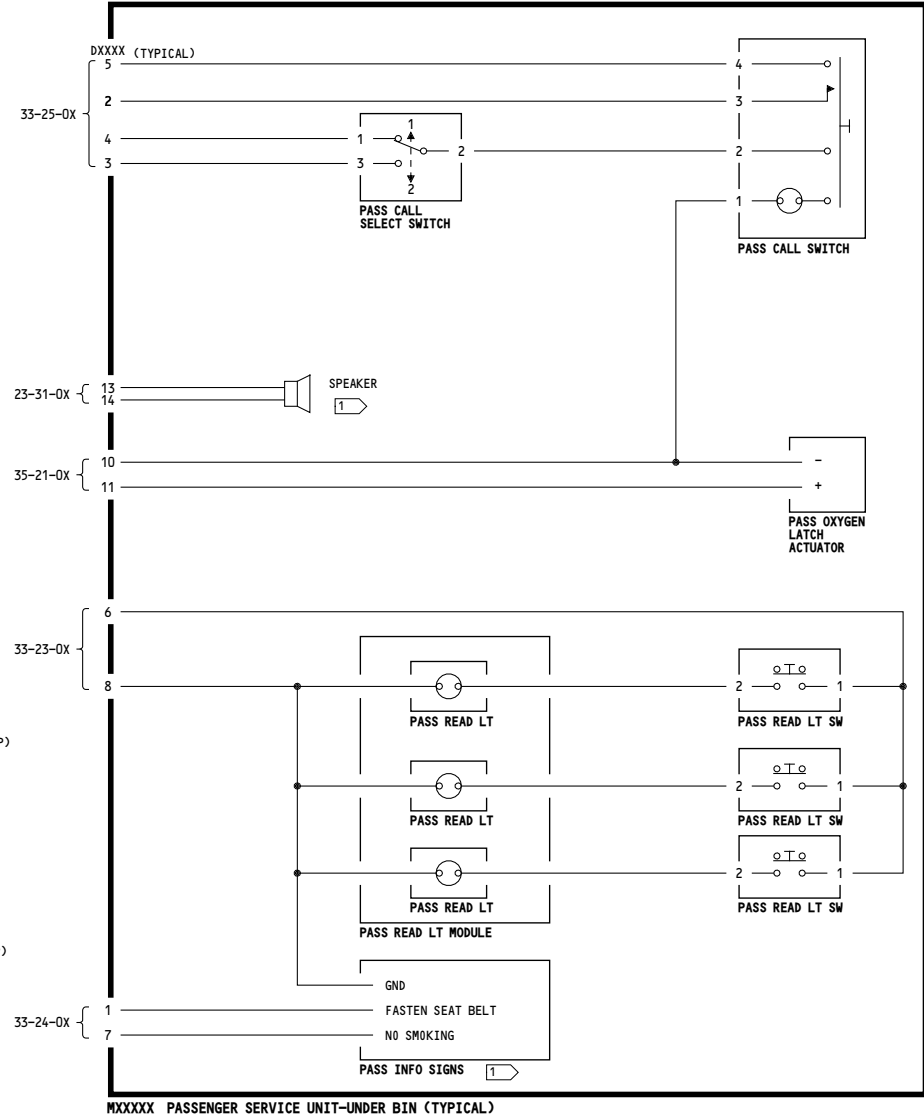 DXXXX (TYPICAL)
33-25-0X
5
2
4
3
1
3
1
2
2
PASS CALL
SELECT SWITCH
4
3
2
1
PASS CALL SWITCH
23-31-0X
13
14
SPEAKER
1
35-21-0X
10
11
-
+
PASS OXYGEN
LATCH
ACTUATOR
33-23-0X
6
8
PASS READ LT
2 1
PASS READ LT SW
P)
PASS READ LT
2 1
PASS READ LT SW
PASS READ LT
2 1
PASS READ LT SW
PASS READ LT MODULE
)
33-24-0X
1
7
GND
FASTEN SEAT BELT
NO SMOKING
PASS INFO SIGNS 1
MXXXXX PASSENGER SERVICE UNIT-UNDER BIN (TYPICAL)